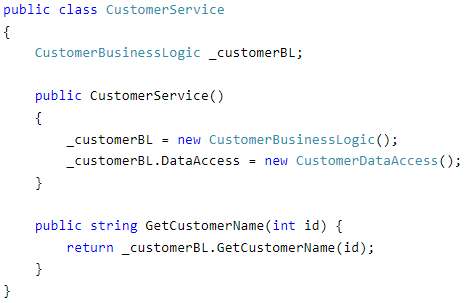 public class CustomerService
{
    CustomerBusinessLogic _customerBL;

    public CustomerService()
    {
        _customerBL = new CustomerBusinessLogic();
        _customerBL.DataAccess = new CustomerDataAccess();
    }

    public string GetCustomerName(int id) {
        return _customerBL.GetCustomerName(id);
    }
}